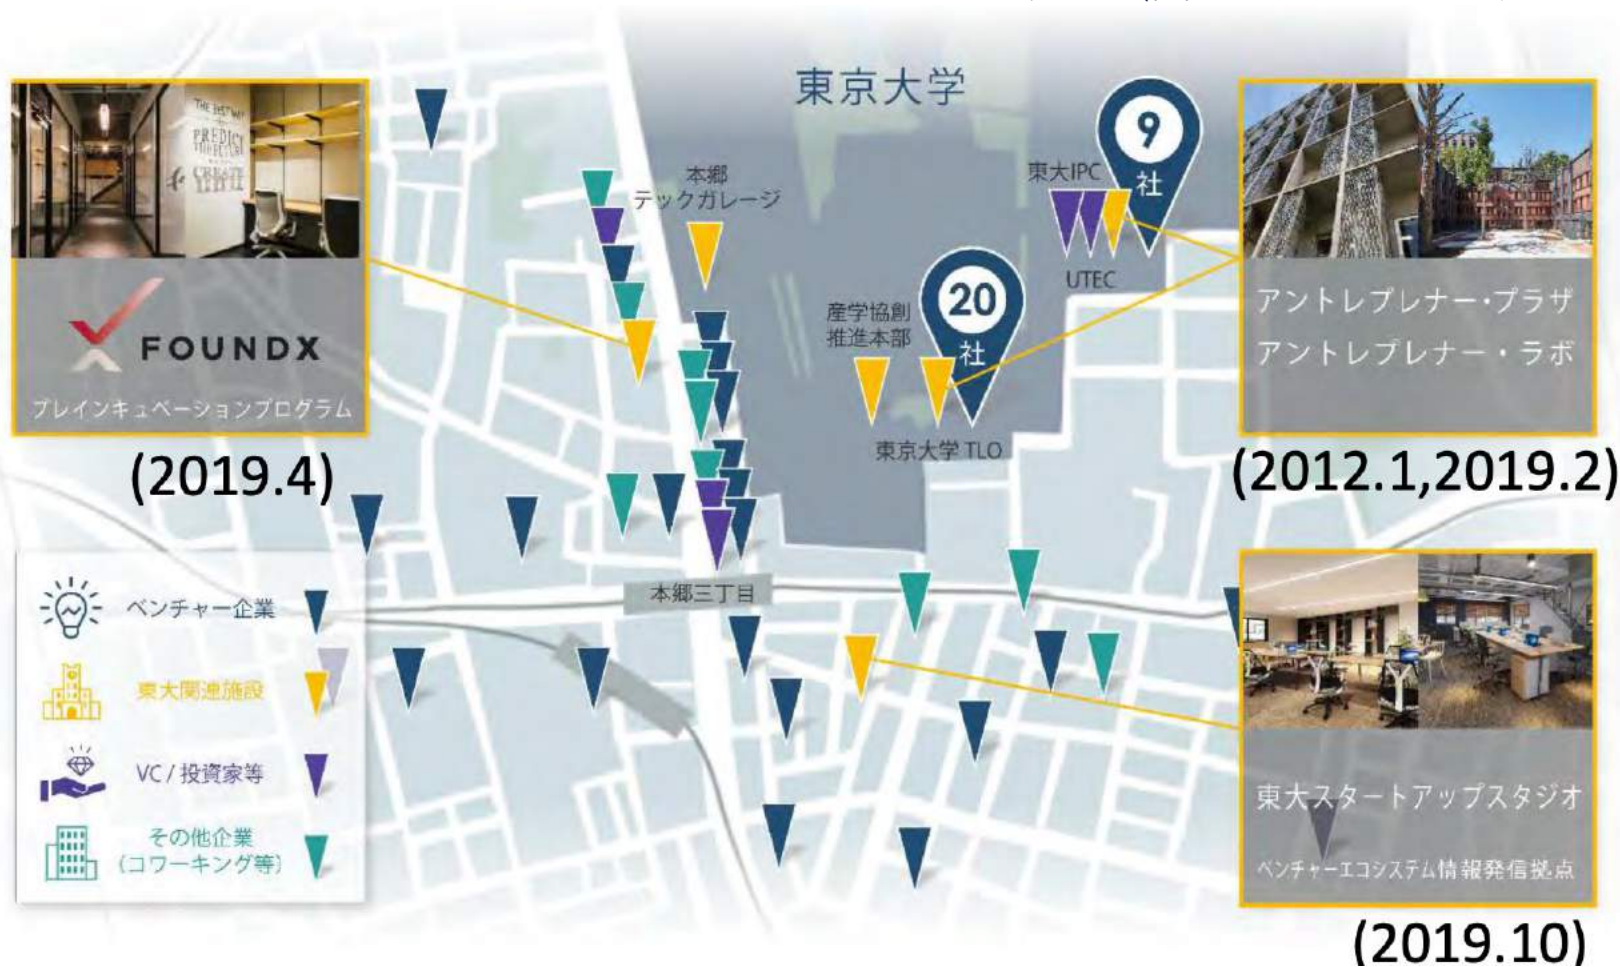 東京大学
THE BEST WAY
PREDICT
THE FUTURE
CREATE
FOUNDX
プレインキュベーションプログラム
(2019.4)
本郷
テックガレージ
東大IPC
9
社
UTEC
産学協創
推進本部
20
社
東京大学 TLO
アントレプレナー・プラザ
アントレプレナー・ラボ
(2012.1,2019.2)
本郷三丁目
ベンチャー企業
東大関連施設
VC / 投資家等
その他企業
(コワーキング等)
東大スタートアップスタジオ
ベンチャーエコシステム情報発信拠点
(2019.10)